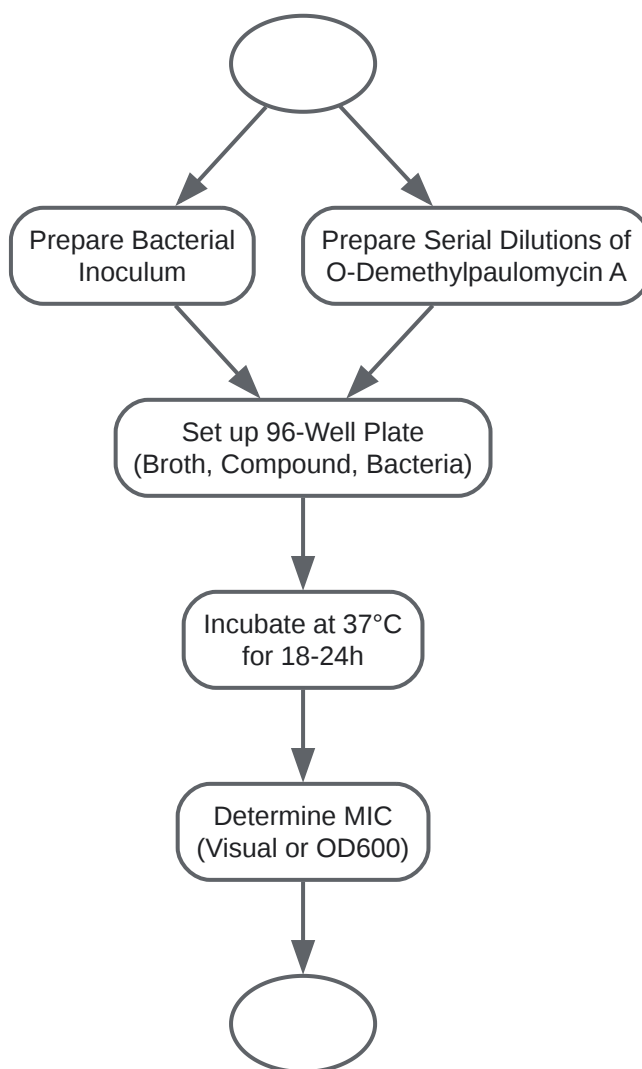 Prepare Bacterial
Inoculum
Prepare Serial Dilutions of
O-Demethylpaulomycin A
Set up 96-Well Plate
(Broth, Compound, Bacteria)
Incubate at 37°C
for 18-24h
Determine MIC
(Visual or OD600)